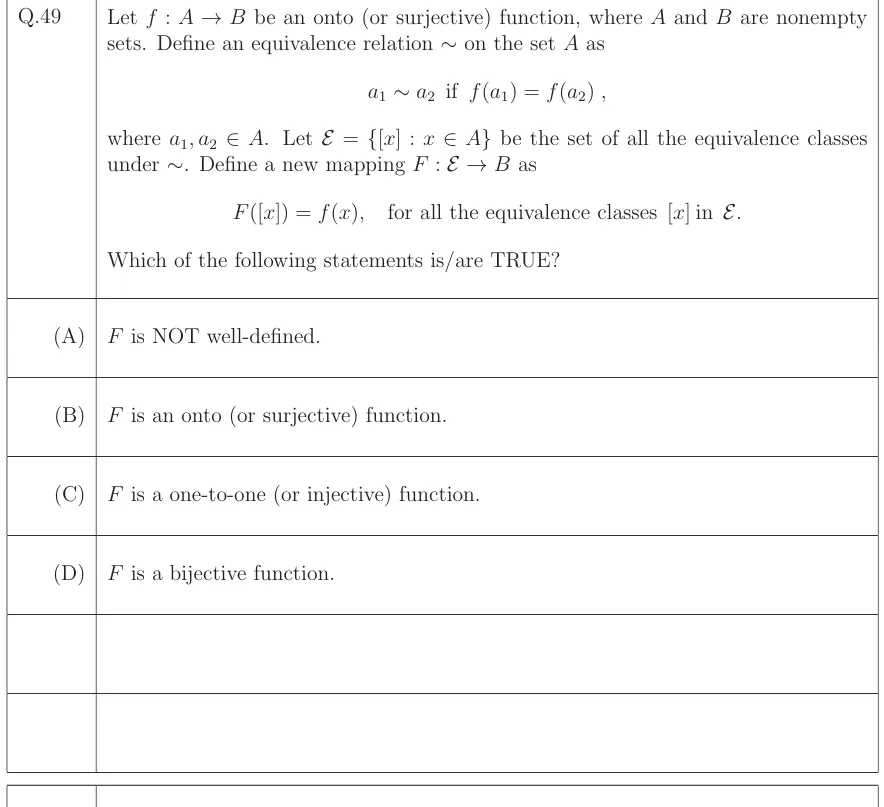 Q.49 Let f : A → B be an onto (or surjective) function, where A and B are nonempty
sets. Define an equivalence relation ∼ on the set A as
a₁ ∼ a₂ if f(a₁) = f(a₂) ,
where a₁, a₂ ∈ A. Let ℰ = {[x] : x ∈ A} be the set of all the equivalence classes
under ∼. Define a new mapping F : ℰ → B as
F([x]) = f(x), for all the equivalence classes [x] in ℰ.
Which of the following statements is/are TRUE?
(A) F is NOT well-defined.
(B) F is an onto (or surjective) function.
(C) F is a one-to-one (or injective) function.
(D) F is a bijective function.